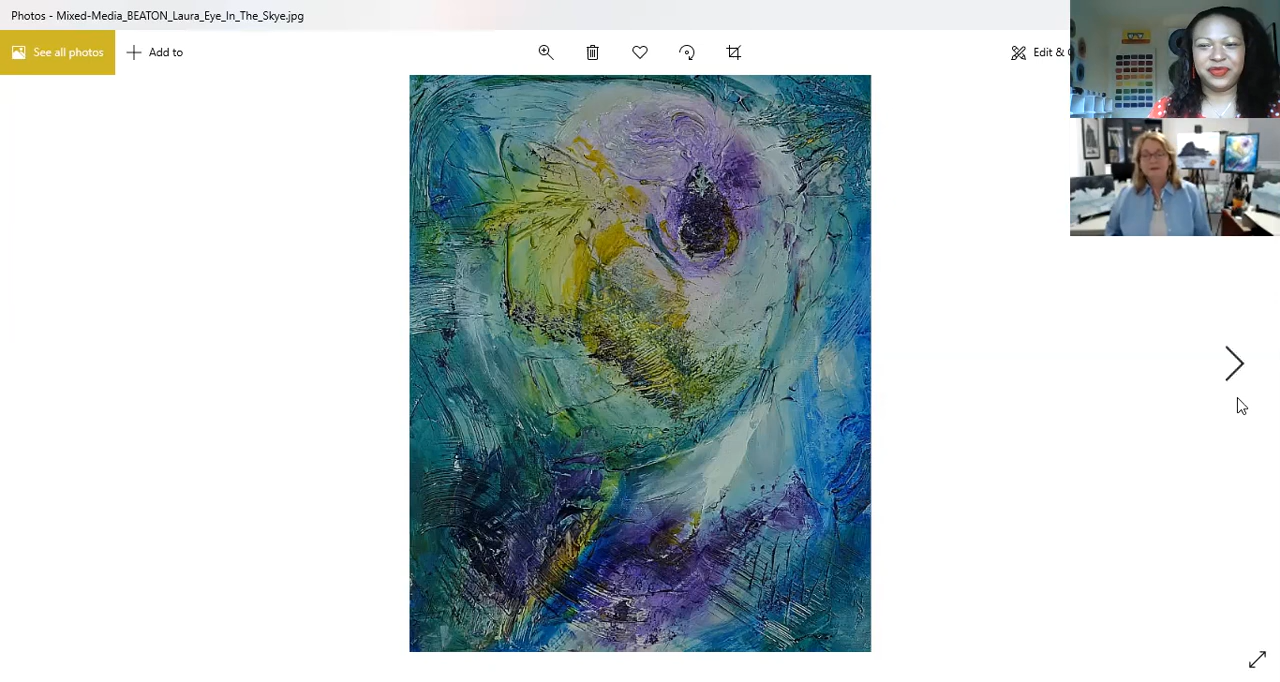 Photos - Mixed-Media_BEATON_Laura_Eye_In_The_Skye.jpg
See all photos
Add to
Edit &